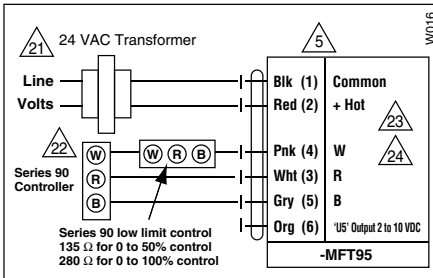 W016
21 24 VAC Transformer
5
Line
Volts
Blk (1) Common
Red (2) + Hot
23
22
W
W R B
Pnk (4) W
24
Series 90
Controller
R
Wht (3) R
B
Gry (5) B
Org (6) 'U5' Output 2 to 10 VDC
Series 90 low limit control
135 Ω for 0 to 50% control
280 Ω for 0 to 100% control
-MFT95